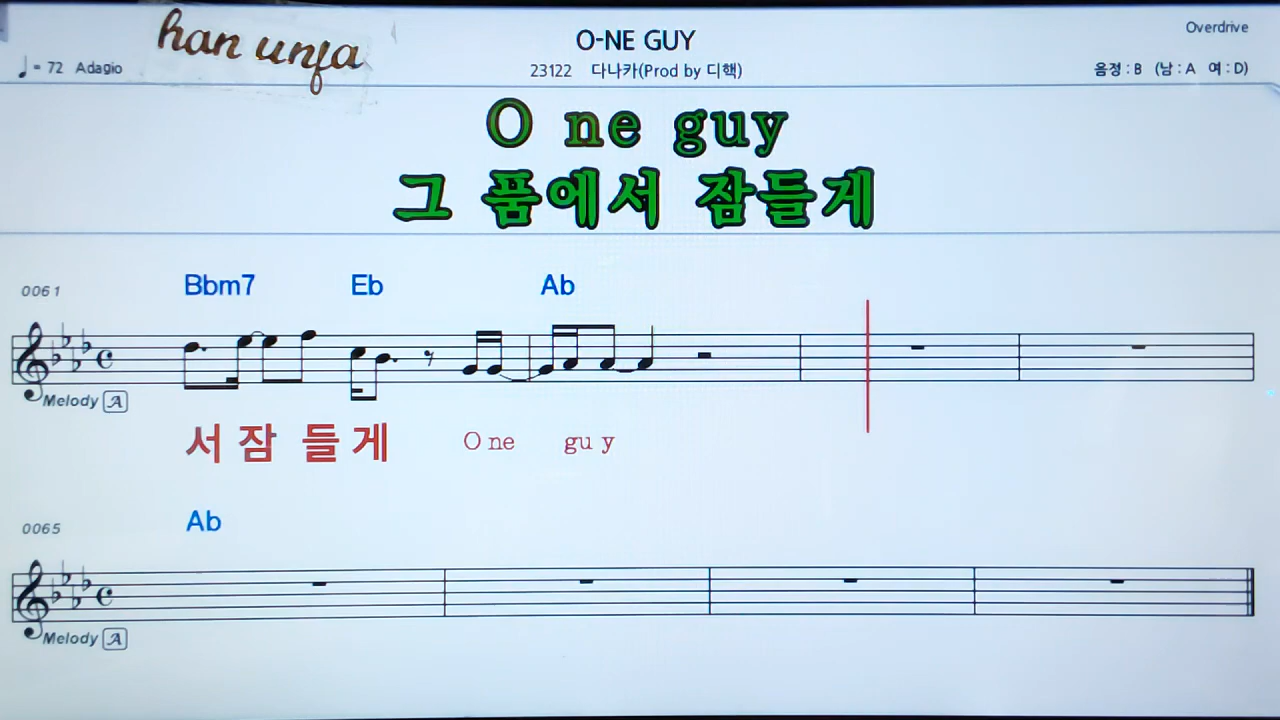 han unfa
O-NE GUY
Overdrive
♩ = 72 Adagio
23122 다나카(Prod by 디핵)
음정 : B (남 : A 여 : D)
O ne guy
그 품에서 잠들게
0061
Bbm7 Eb Ab
Melody A
서 잠 들 게 O ne gu y
0065
Ab
Melody A